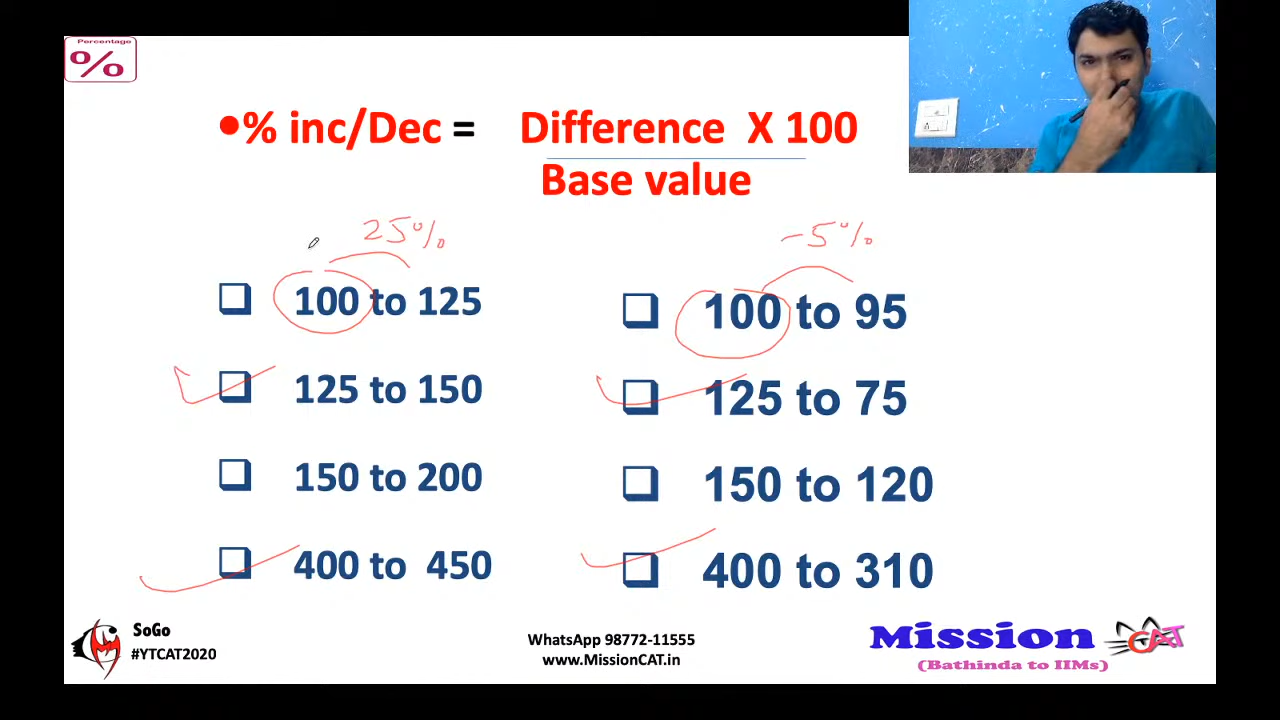 Percentage
%
•% inc/Dec = Difference X 100
Base value
25%
-5%
❑ 100 to 125
❑ 100 to 95
❑ 125 to 150
❑ 125 to 75
❑ 150 to 200
❑ 150 to 120
❑ 400 to 450
❑ 400 to 310
SoGo
#YTCAT2020
WhatsApp 98772-11555
www.MissionCAT.in
Mission CAT
(Bathinda to IIMs)